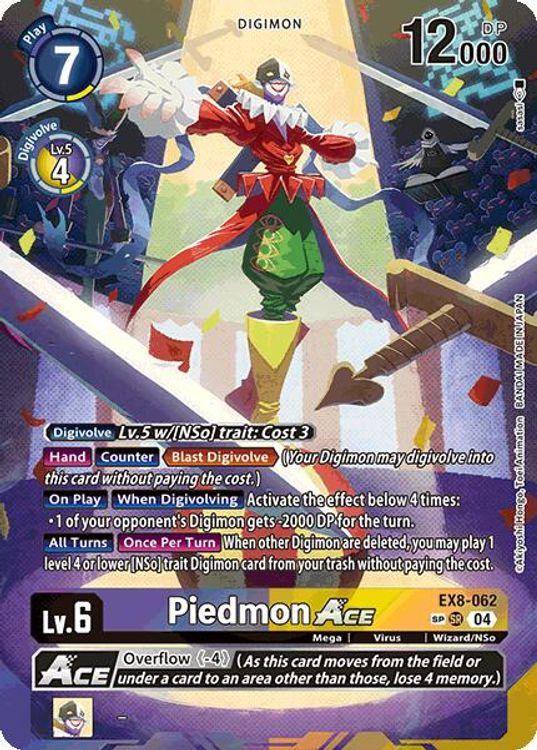 DIGIMON
Play
7
12000
DP
Digivolve
Lv.5
4
sasasi
©Akiyoshi Hongo, Toei Animation BANDAI MADE IN JAPAN
Digivolve Lv.5 w/[NSo] trait: Cost 3
Hand Counter Blast Digivolve (Your Digimon may digivolve into
this card without paying the cost.)
On Play When Digivolving Activate the effect below 4 times:
・1 of your opponent's Digimon gets -2000 DP for the turn.
All Turns Once Per Turn When other Digimon are deleted, you may play 1
level 4 or lower [NSo] trait Digimon card from your trash without paying the cost.
Lv.6
Piedmon ACE
EX8-062
SP SR 04
Mega | Virus | Wizard/NSo
ACE Overflow《-4》(As this card moves from the field or
under a card to an area other than those, lose 4 memory.)
-